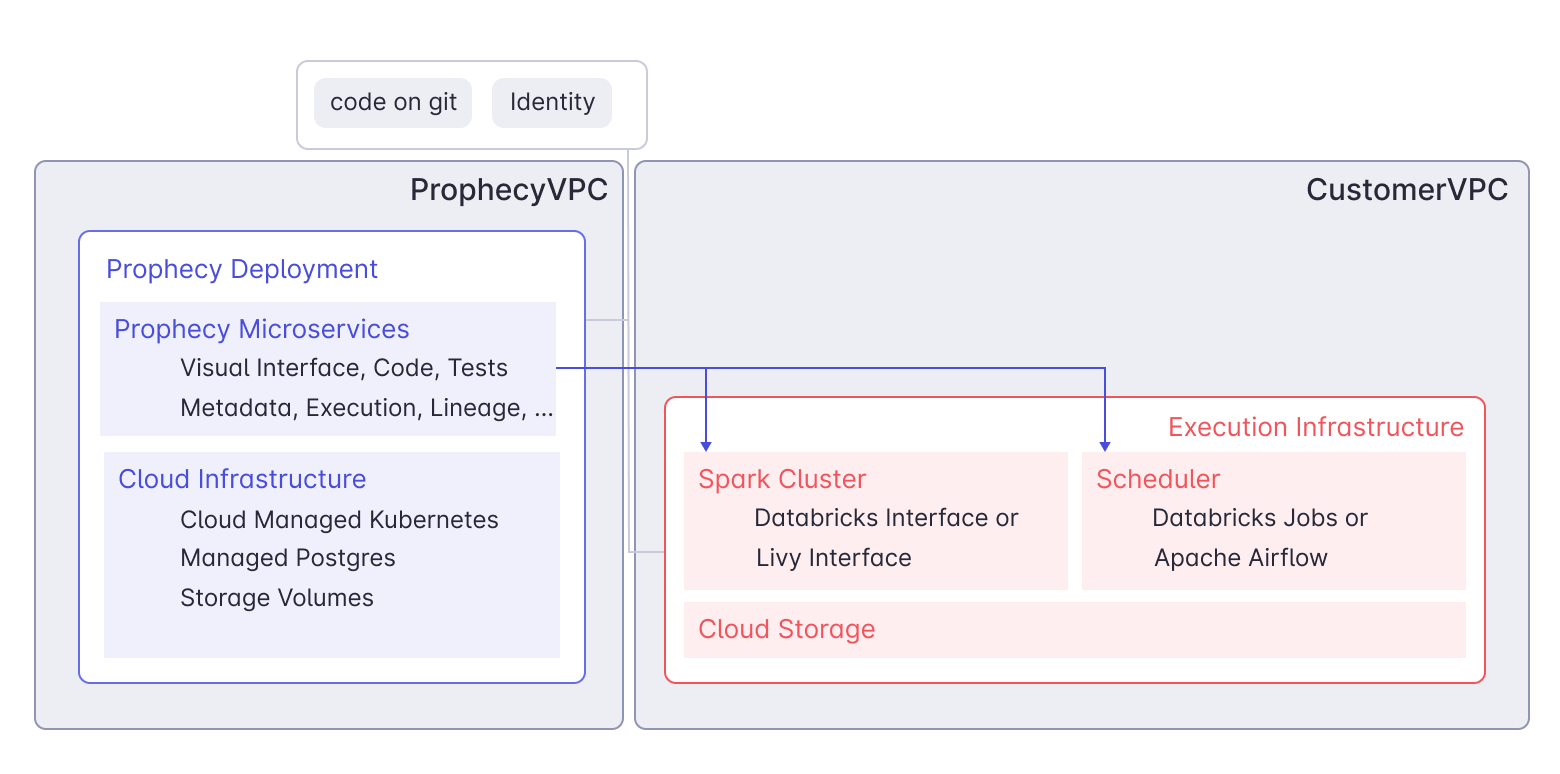 code on git
Identity
ProphecyVPC
CustomerVPC
Prophecy Deployment
Prophecy Microservices
Visual Interface, Code, Tests
Metadata, Execution, Lineage, ...
Cloud Infrastructure
Cloud Managed Kubernetes
Managed Postgres
Storage Volumes
Execution Infrastructure
Spark Cluster
Databricks Interface or
Livy Interface
Scheduler
Databricks Jobs or
Apache Airflow
Cloud Storage